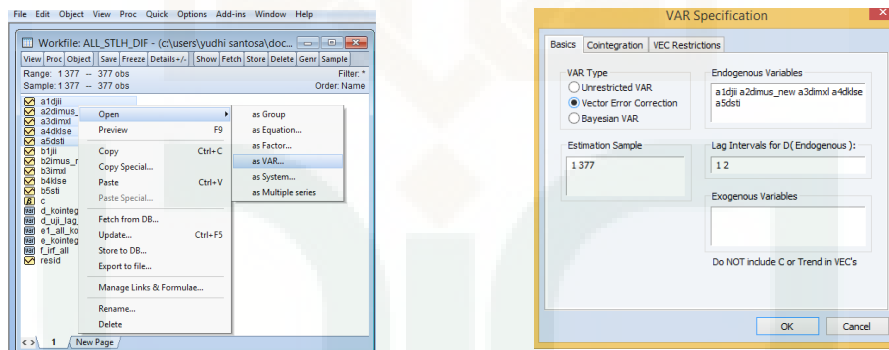 File Edit Object View Proc Quick Options Add-ins Window Help
Workfile: ALL_STLH_DIF - (c:\users\yudhi santosa\doc...
View Proc Object Save Freeze Details+/- Show Fetch Store Delete Genr Sample
Range: 1 377 -- 377 obs Filter: *
Sample: 1 377 -- 377 obs Order: Name
a1djii
a2dimus_
a3dimxl
a4dklse
a5dsti
b1jii
b2imus_r
b3imxl
b4klse
b5sti
c
d_kointeg
d_uji_lag_
e1_all_ko
e_kointeg
f_irf_all
resid
Open
Preview F9
Copy Ctrl+C
Copy Special...
Paste Ctrl+V
Paste Special...
Fetch from DB...
Update... Ctrl+F5
Store to DB...
Export to file...
Manage Links & Formulae...
Rename...
Delete
as Group
as Equation...
as Factor...
as VAR...
as System...
as Multiple series
< > 1 New Page
VAR Specification
Basics Cointegration VEC Restrictions
VAR Type
Unrestricted VAR
Vector Error Correction
Bayesian VAR
Estimation Sample
1 377
Endogenous Variables
a1djii a2dimus_new a3dimxl a4dklse
a5dsti
Lag Intervals for D( Endogenous ):
1 2
Exogenous Variables
Do NOT include C or Trend in VEC's
OK Cancel